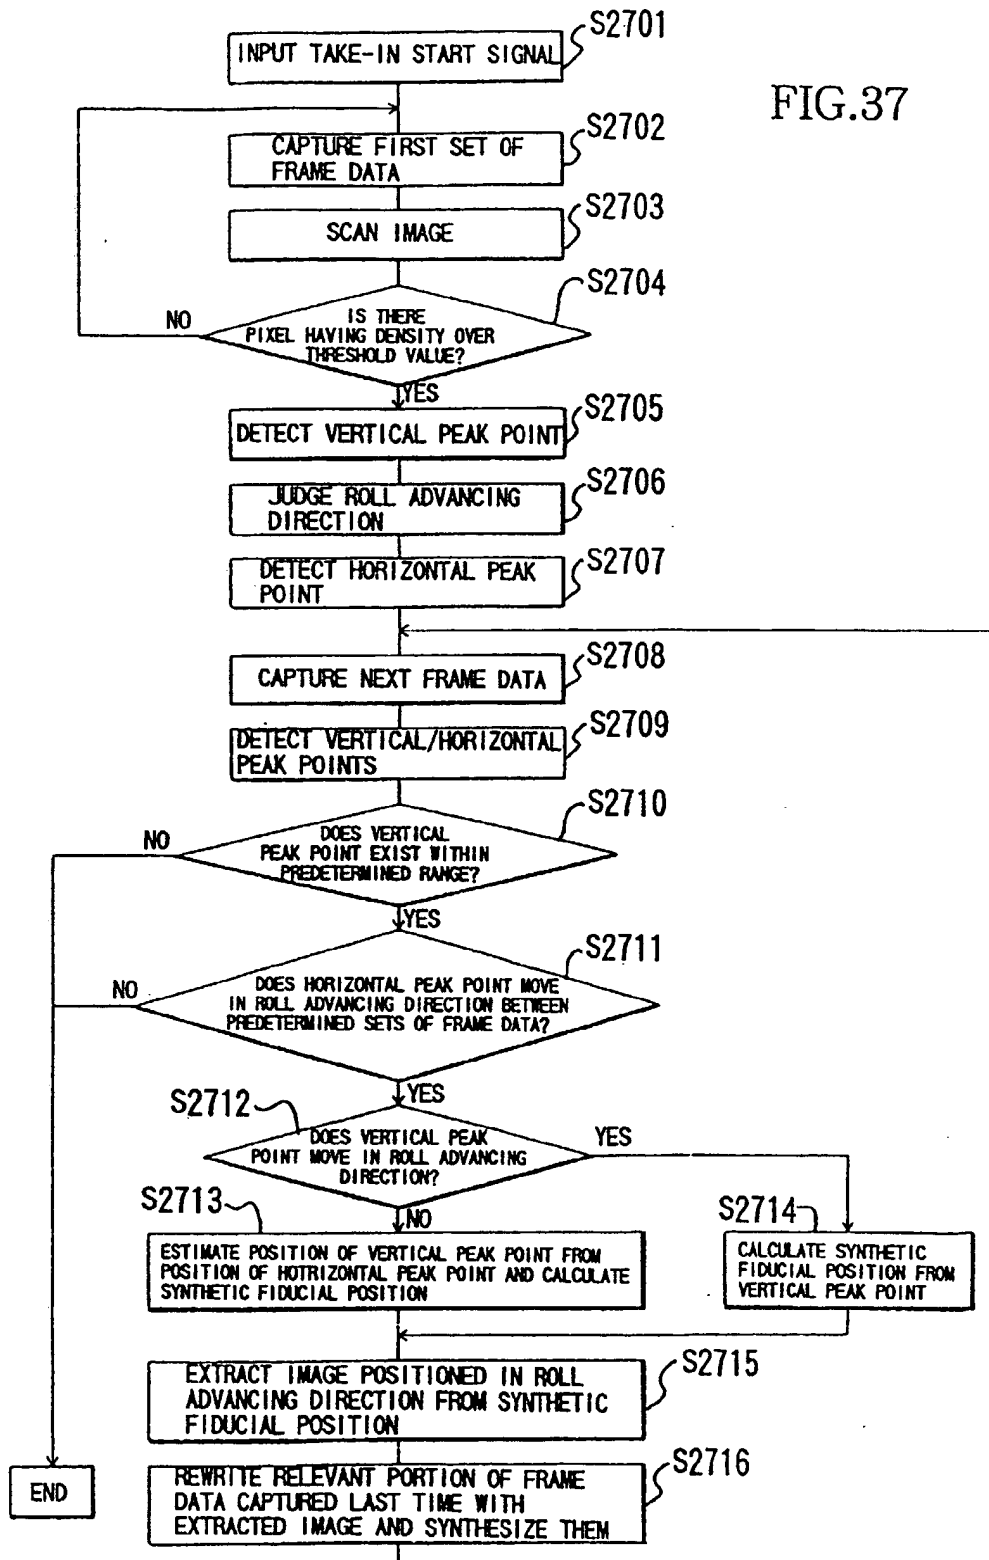 FIG.37
S2701
INPUT TAKE-IN START SIGNAL
S2702
CAPTURE FIRST SET OF
FRAME DATA
S2703
SCAN IMAGE
S2704
IS THERE
PIXEL HAVING DENSITY OVER
THRESHOLD VALUE?
NO
YES
S2705
DETECT VERTICAL PEAK POINT
S2706
JUDGE ROLL ADVANCING
DIRECTION
S2707
DETECT HORIZONTAL PEAK
POINT
S2708
CAPTURE NEXT FRAME DATA
S2709
DETECT VERTICAL/HORIZONTAL
PEAK POINTS
S2710
DOES VERTICAL
PEAK POINT EXIST WITHIN
PREDETERMINED RANGE?
NO
YES
S2711
DOES HORIZONTAL PEAK POINT MOVE
IN ROLL ADVANCING DIRECTION BETWEEN
PREDETERMINED SETS OF FRAME DATA?
NO
YES
S2712
DOES VERTICAL PEAK
POINT MOVE IN ROLL ADVANCING
DIRECTION?
YES
NO
S2713
ESTIMATE POSITION OF VERTICAL PEAK POINT FROM
POSITION OF HOTRIZONTAL PEAK POINT AND CALCULATE
SYNTHETIC FIDUCIAL POSITION
S2714
CALCULATE SYNTHETIC
FIDUCIAL POSITION FROM
VERTICAL PEAK POINT
S2715
EXTRACT IMAGE POSITIONED IN ROLL
ADVANCING DIRECTION FROM SYNTHETIC
FIDUCIAL POSITION
S2716
REWRITE RELEVANT PORTION OF FRAME
DATA CAPTURED LAST TIME WITH
EXTRACTED IMAGE AND SYNTHESIZE THEM
END